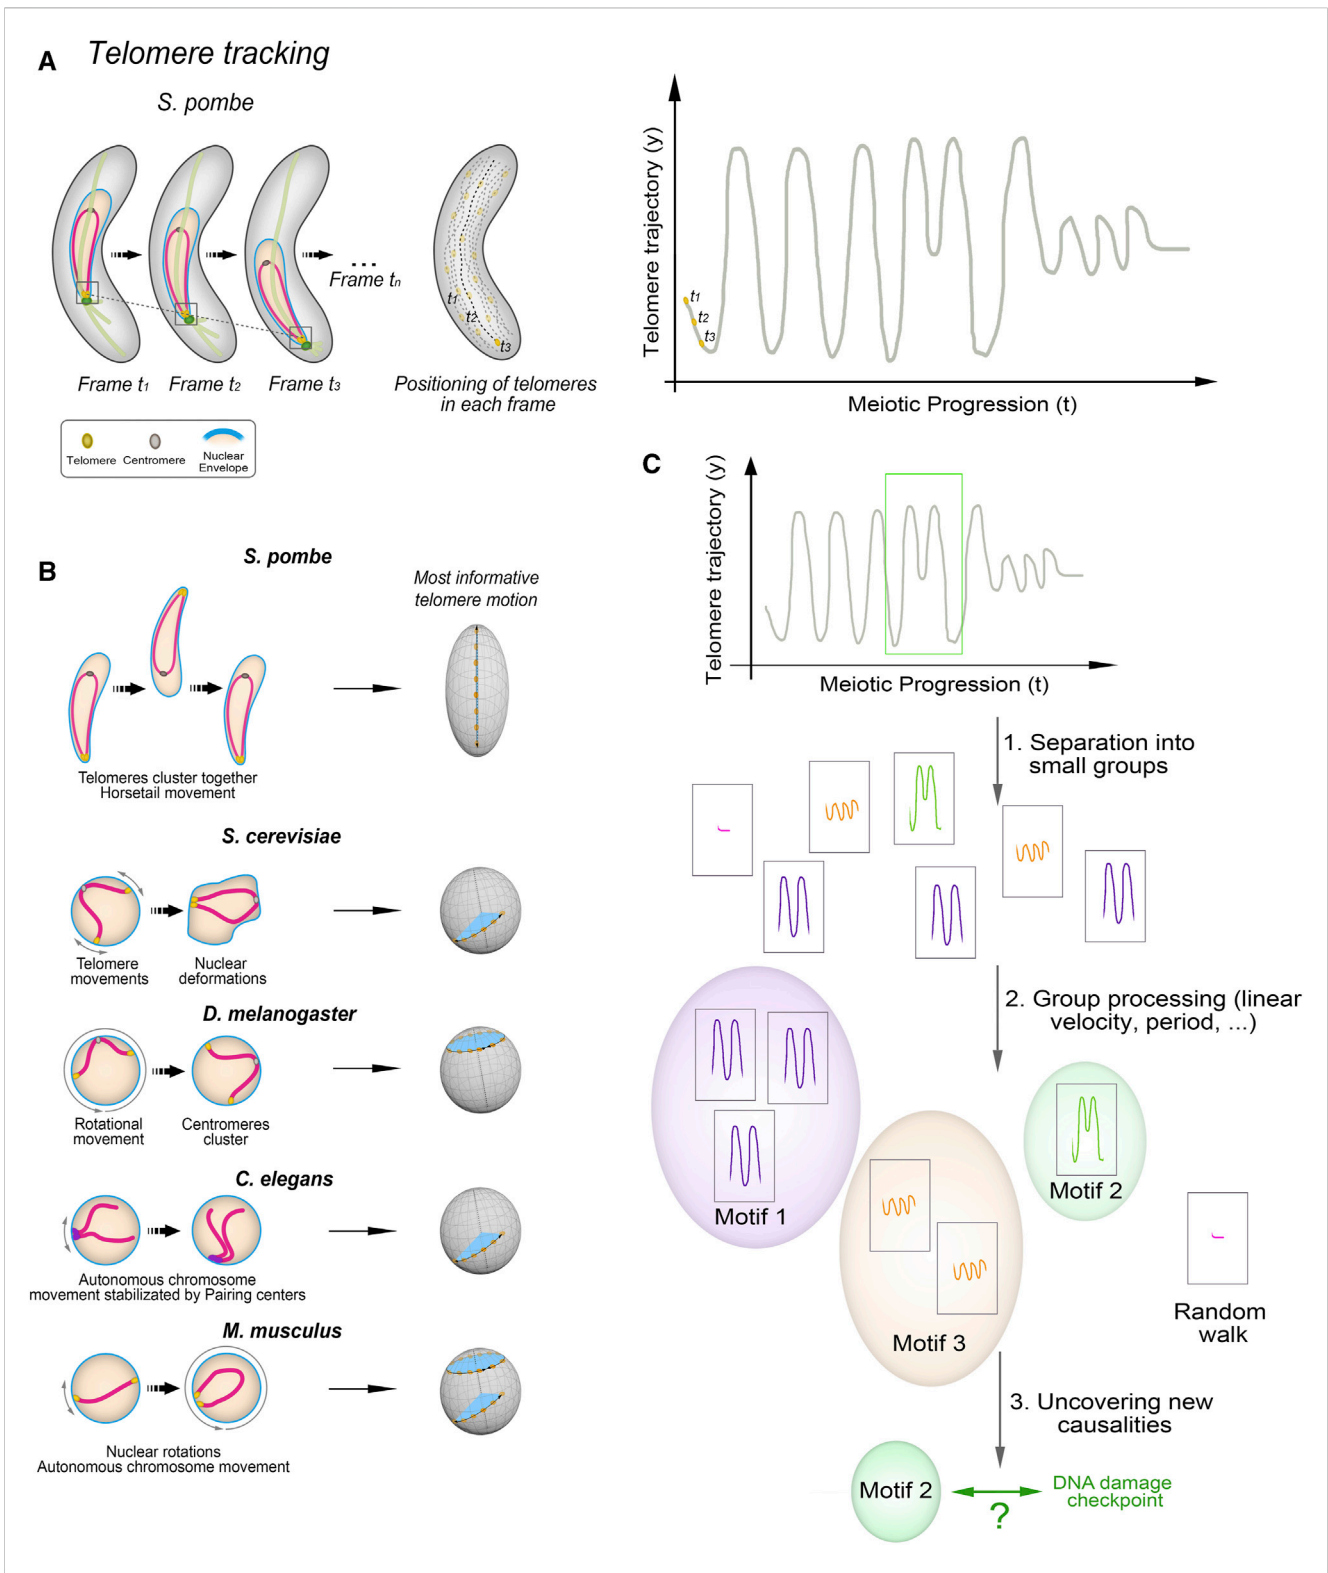 A
Telomere tracking
S. pombe
Frame t1
Frame t2
Frame t3
...
Frame tn
t1
t2
t3
Positioning of telomeres
in each frame
Telomere
Centromere
Nuclear
Envelope
Telomere trajectory (y)
t1
t2
t3
Meiotic Progression (t)
B
S. pombe
Most informative
telomere motion
Telomeres cluster together
Horsetail movement
S. cerevisiae
Telomere
movements
Nuclear
deformations
D. melanogaster
Rotational
movement
Centromeres
cluster
C. elegans
Autonomous chromosome
movement stabilizated by Pairing centers
M. musculus
Nuclear rotations
Autonomous chromosome movement
C
Telomere trajectory (y)
Meiotic Progression (t)
1. Separation into
small groups
2. Group processing (linear
velocity, period, ...)
Motif 1
Motif 2
Motif 3
Random
walk
3. Uncovering new
causalities
Motif 2
?
DNA damage
checkpoint